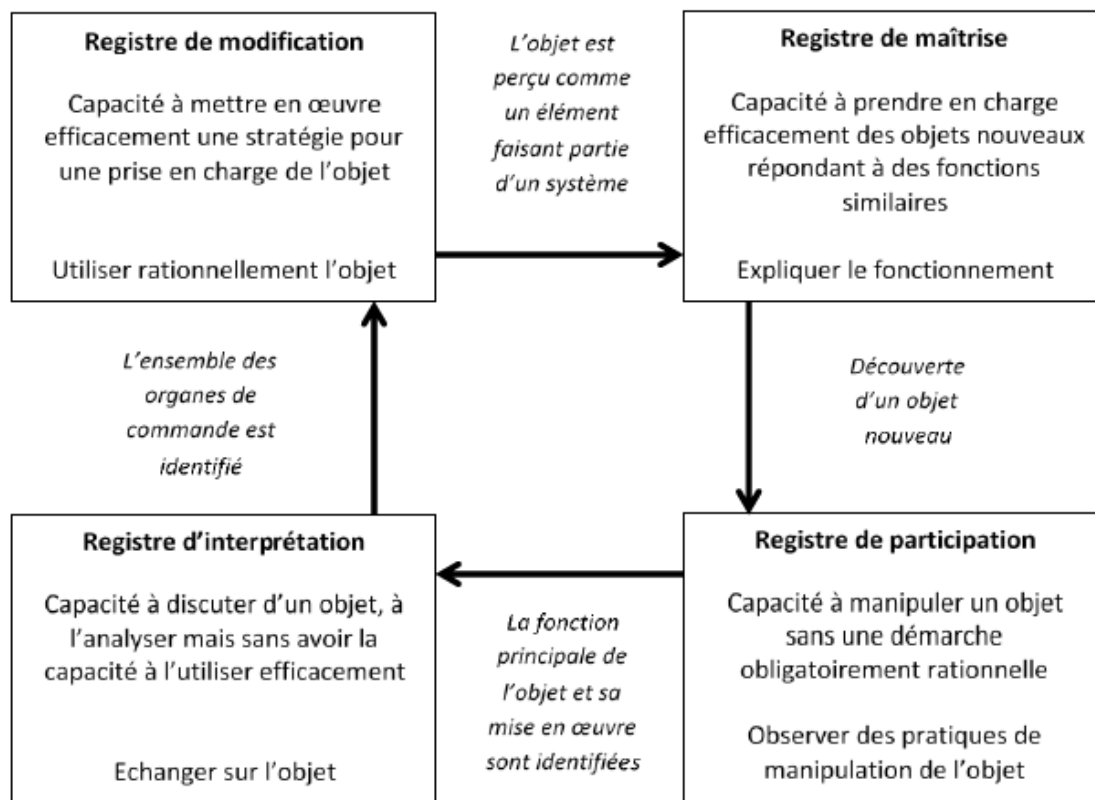 Registre de modification
Capacité à mettre en œuvre
efficacement une stratégie pour
une prise en charge de l'objet
Utiliser rationnellement l'objet
L'objet est
perçu comme
un élément
faisant partie
d'un système
Registre de maîtrise
Capacité à prendre en charge
efficacement des objets nouveaux
répondant à des fonctions
similaires
Expliquer le fonctionnement
L'ensemble des
organes de
commande est
identifié
Découverte
d'un objet
nouveau
Registre d'interprétation
Capacité à discuter d'un objet, à
l'analyser mais sans avoir la
capacité à l'utiliser efficacement
Echanger sur l'objet
La fonction
principale de
l'objet et sa
mise en œuvre
sont identifiées
Registre de participation
Capacité à manipuler un objet
sans une démarche
obligatoirement rationnelle
Observer des pratiques de
manipulation de l'objet